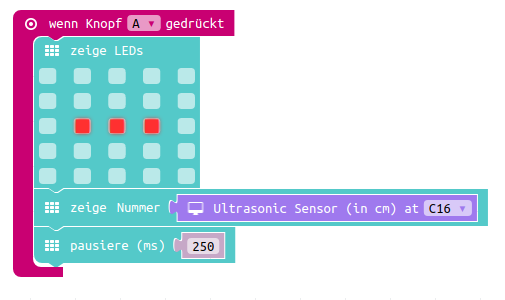 wenn Knopf A ▼ gedrückt
zeige LEDs
zeige Nummer Ultrasonic Sensor (in cm) at C16 ▼
pausiere (ms) 250